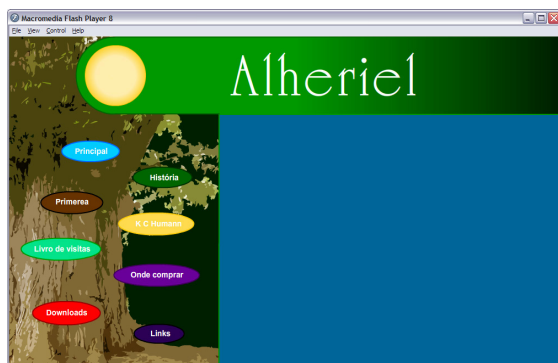 Macromedia Flash Player 8
File View Control Help
Alheriel
Principal
História
Primerea
K C Humann
Livro de visitas
Onde comprar
Downloads
Links